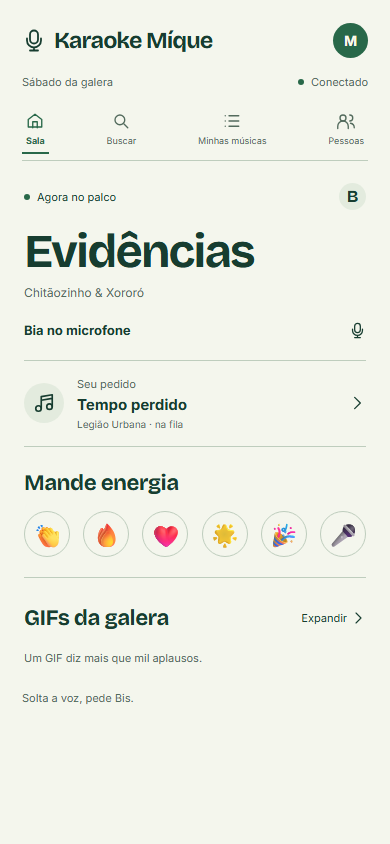 Karaoke Míque
M
Sábado da galera
Conectado
Sala
Buscar
Minhas músicas
Pessoas
Agora no palco
B
Evidências
Chitãozinho & Xororó
Bia no microfone
Seu pedido
Tempo perdido
Legião Urbana · na fila
Mande energia
GIFs da galera
Expandir
Um GIF diz mais que mil aplausos.
Solta a voz, pede Bis.